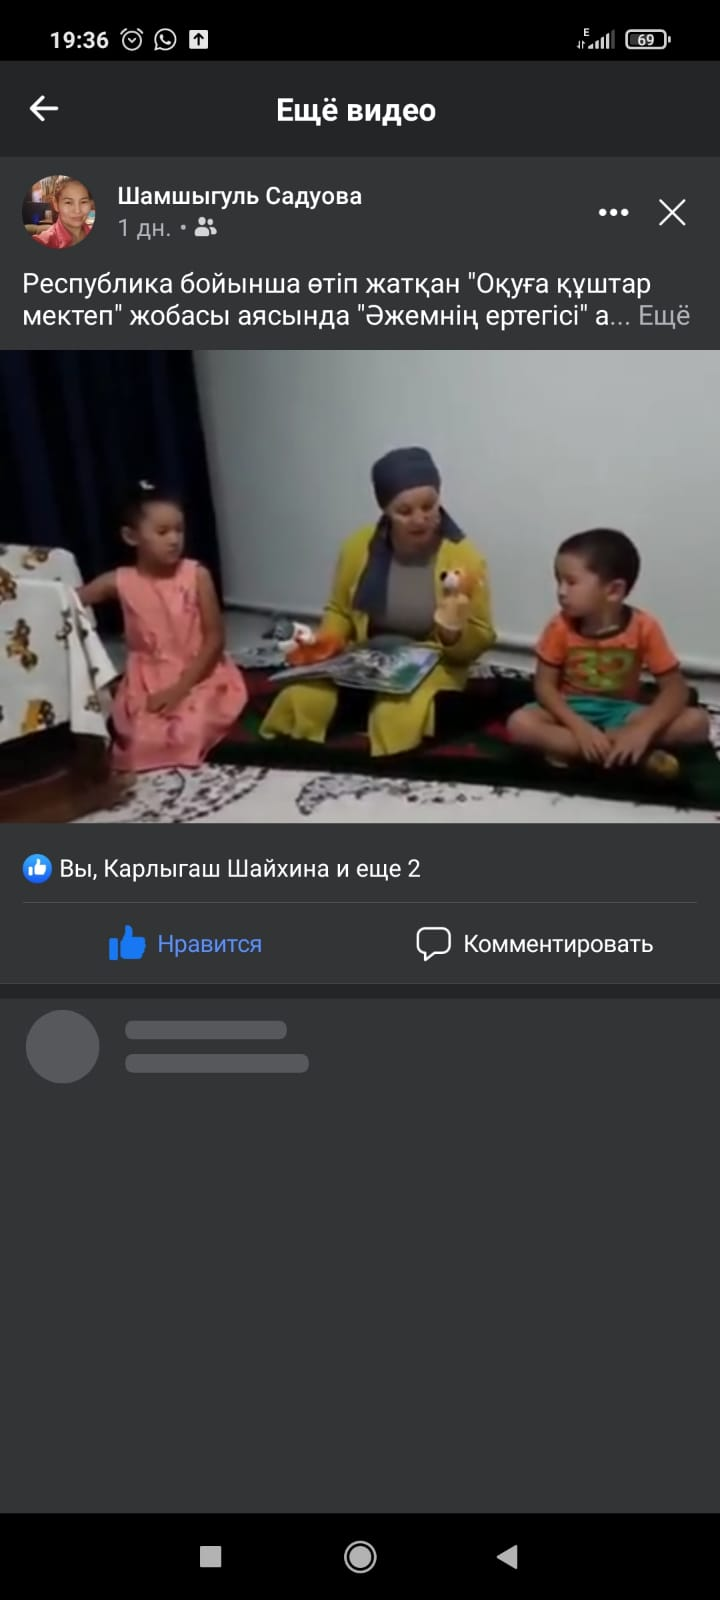 19:36
E
69
Ещё видео
Шамшыгуль Садуова
1 дн. •
Республика бойынша өтіп жатқан "Оқуға құштар
мектеп" жобасы аясында "Әжемнің ертегісі" а... Ещё
32
Вы, Карлыгаш Шайхина и еще 2
Нравится
Комментировать